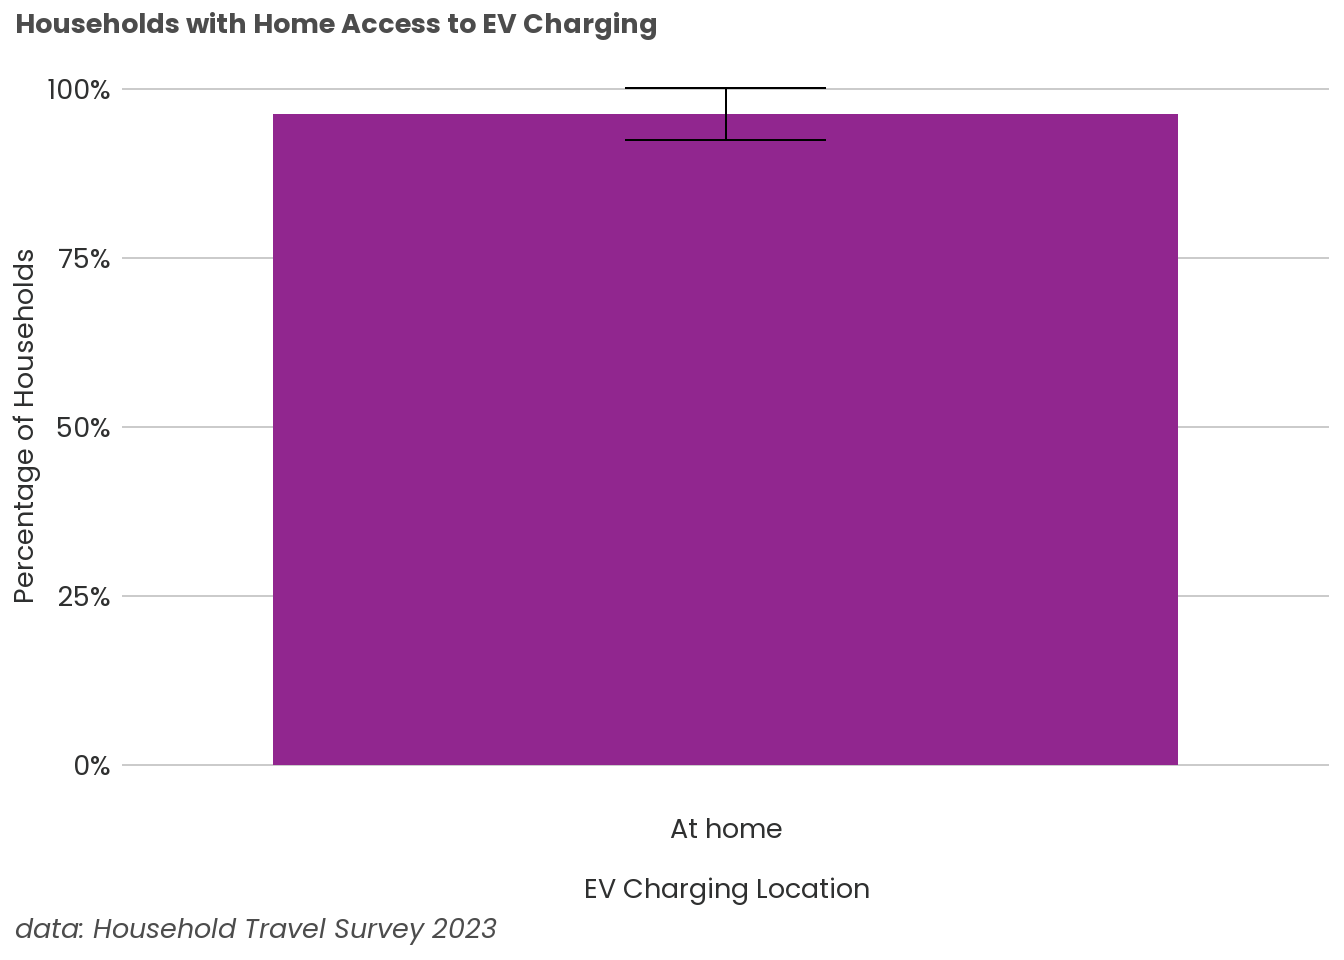 Households with Home Access to EV Charging
100%
75%
50%
25%
0%
Percentage of Households
At home
EV Charging Location
data: Household Travel Survey 2023